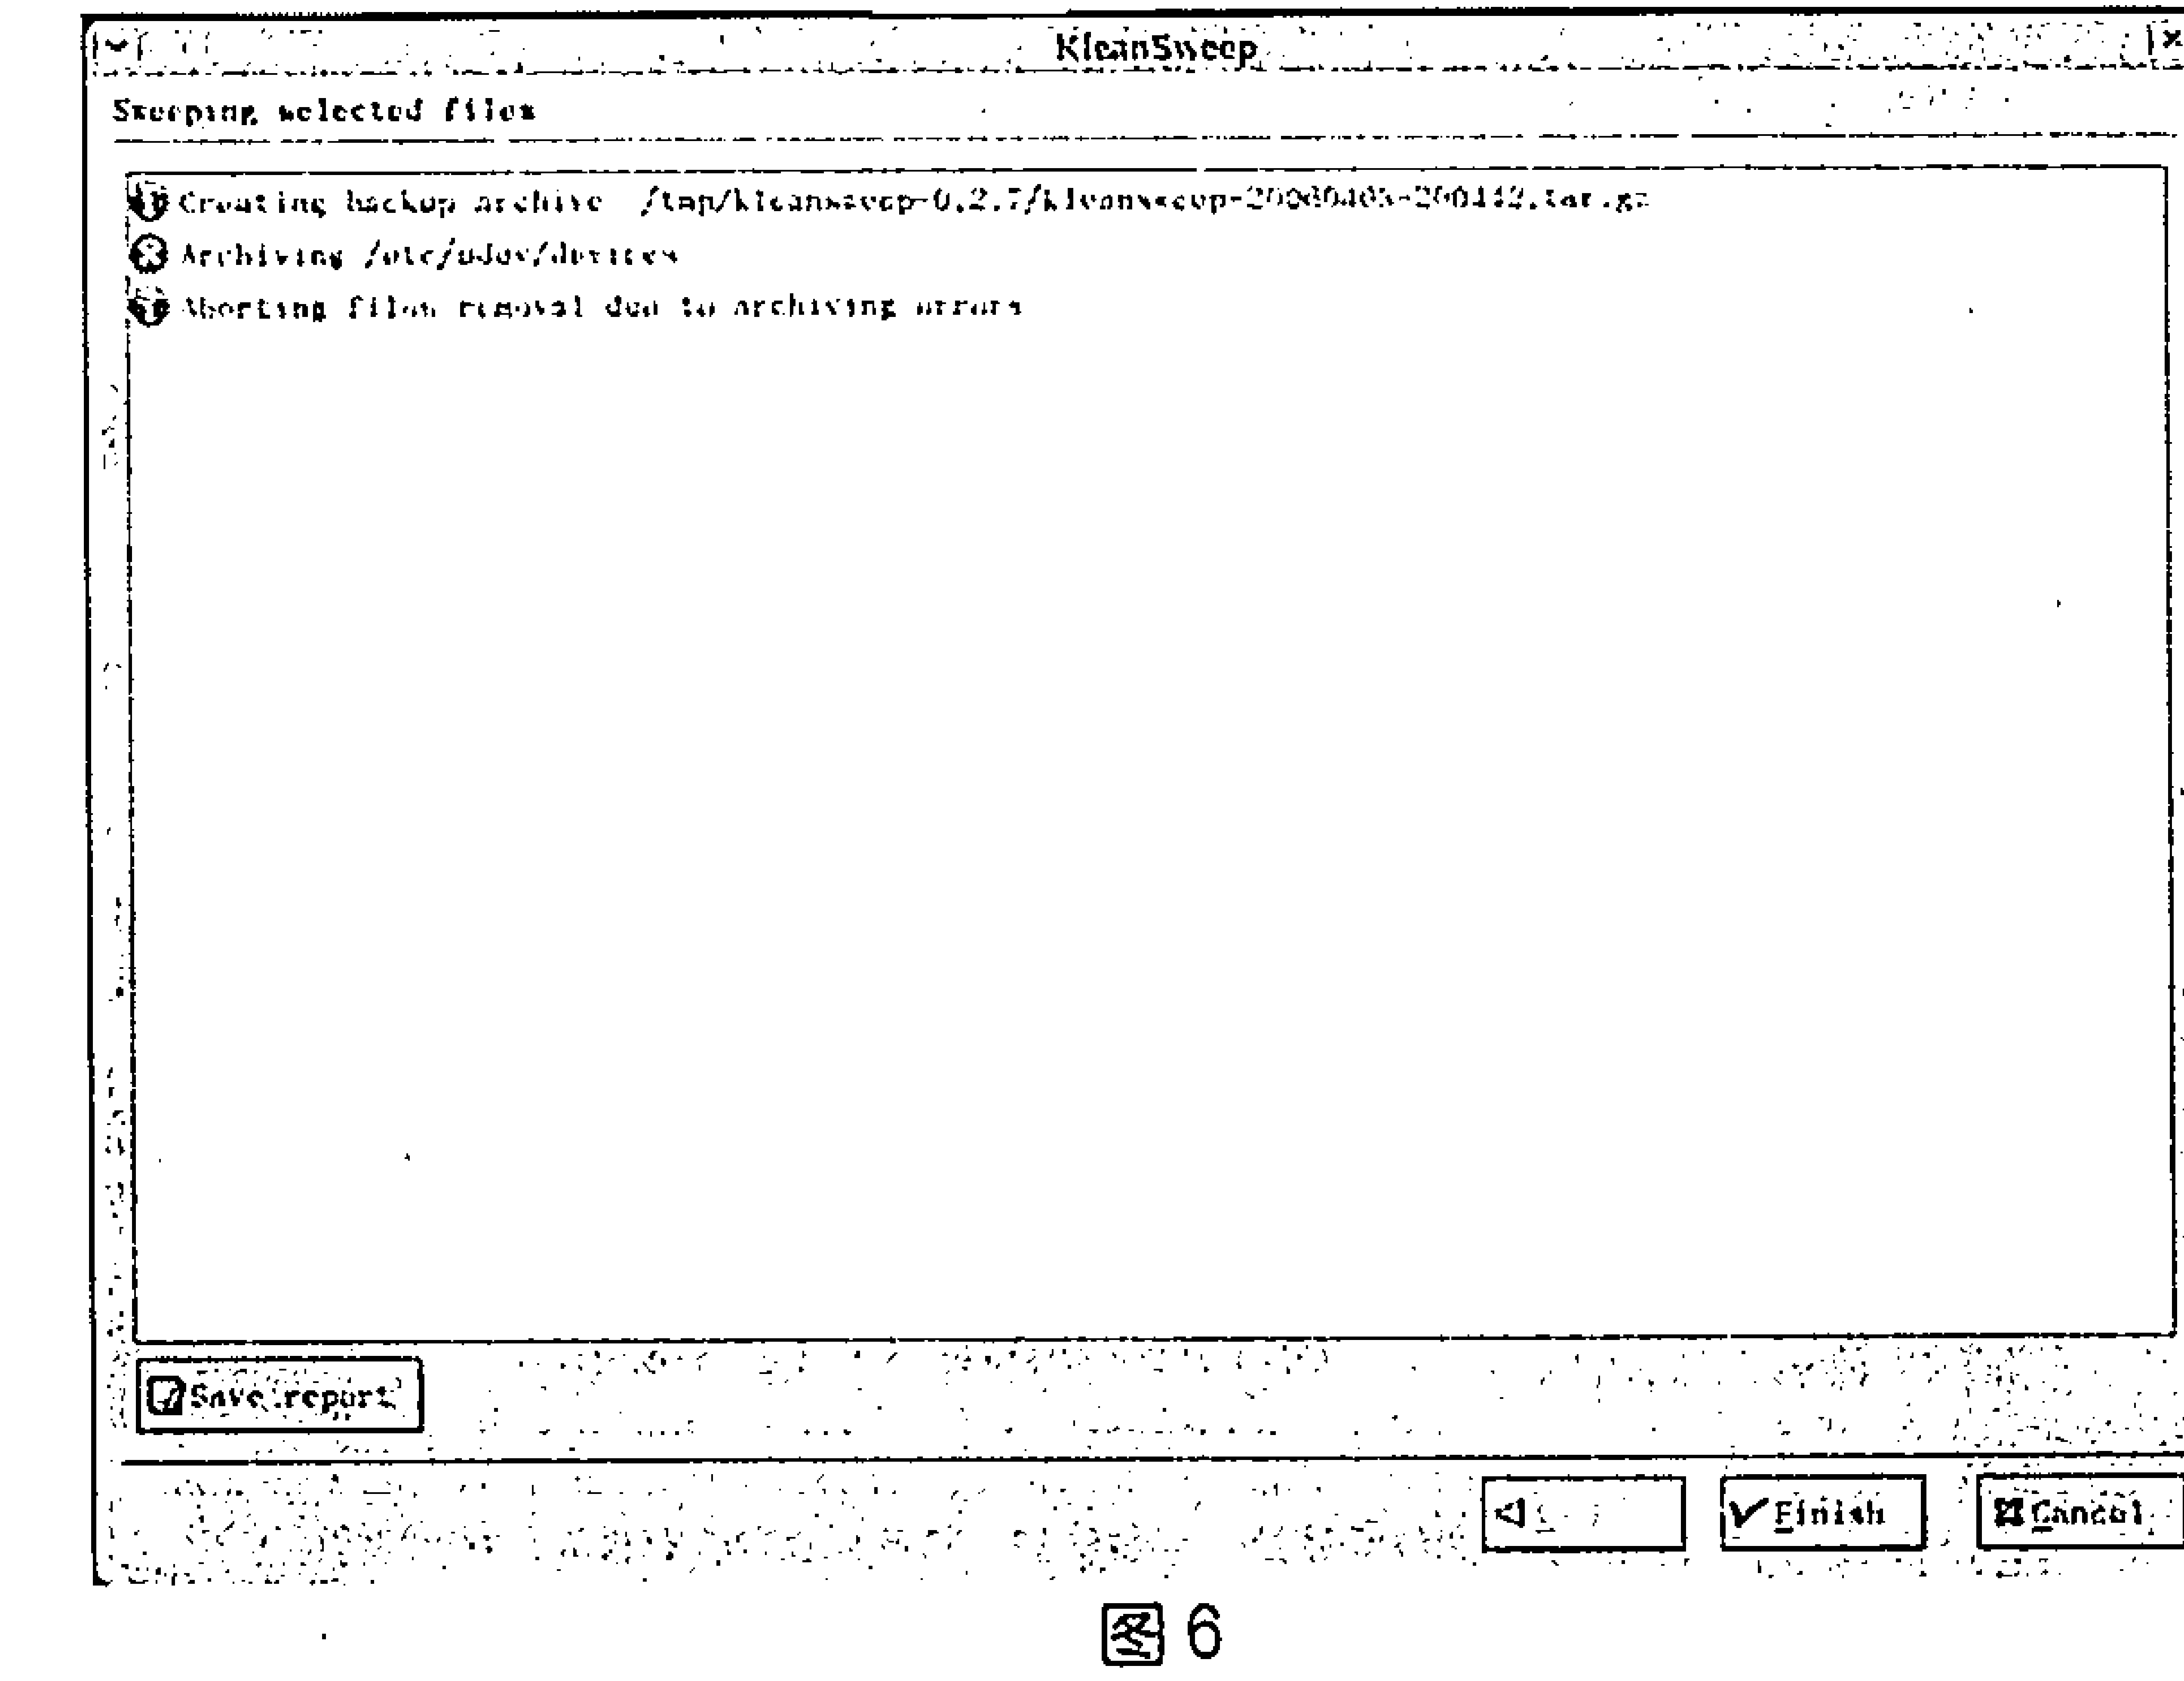 KleanSweep
Sweeping selected files
Creating backup archive /tmp/kleansweep-0.2.7/kleansweep-20080403-200442.tar.gz
Archiving /etc/udev/devices
Aborting files removal due to archiving errors
Save report
Finish
Cancel
图 6